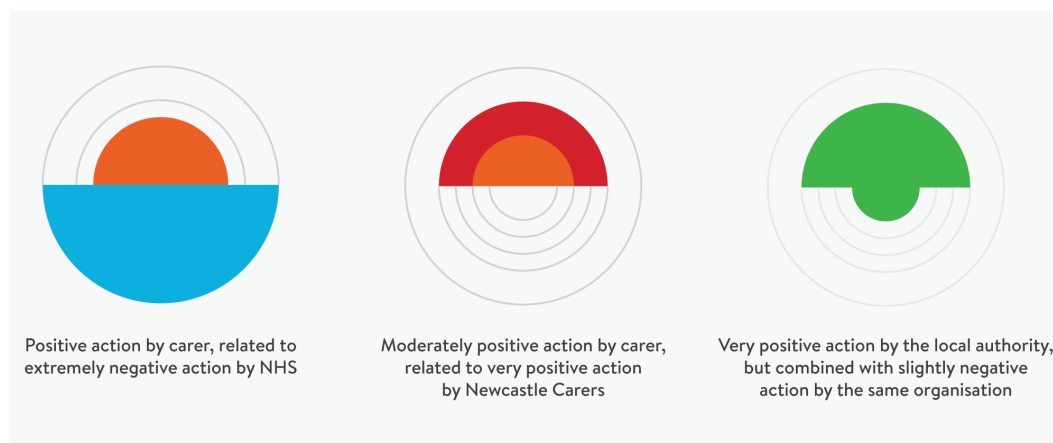 Positive action by carer, related to
extremely negative action by NHS
Moderately positive action by carer,
related to very positive action
by Newcastle Carers
Very positive action by the local authority,
but combined with slightly negative
action by the same organisation